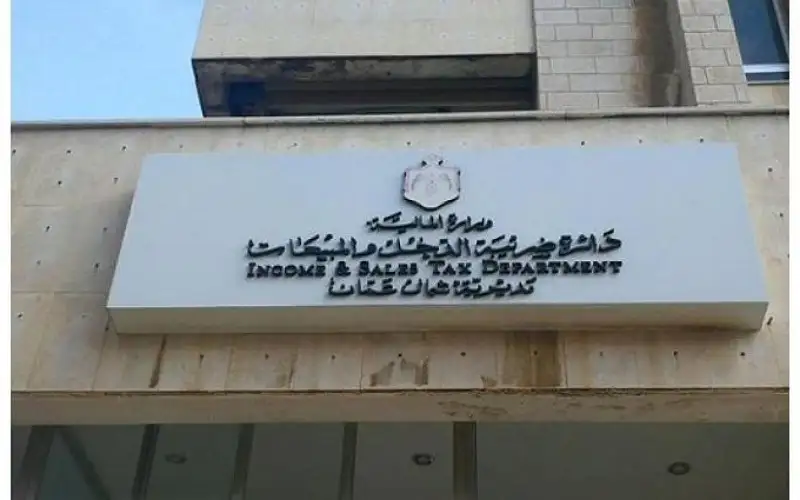 وزارة المالية
دائرة ضريبة الدخل والمبيعات
INCOME & SALES TAX DEPARTMENT
مديرية شمال عمان